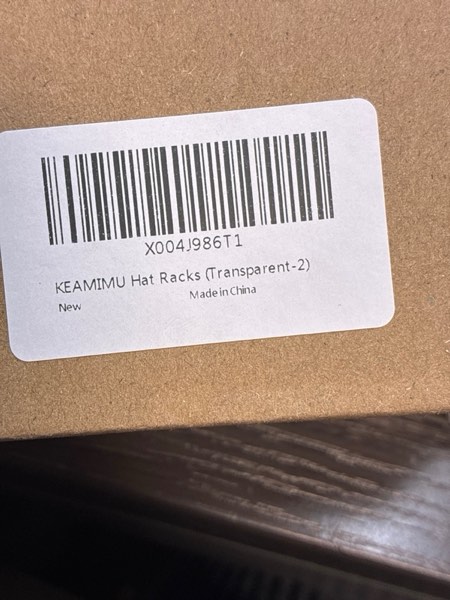 X004J986T1
KEAMIMU Hat Racks (Transparent-2)
New
Made in China